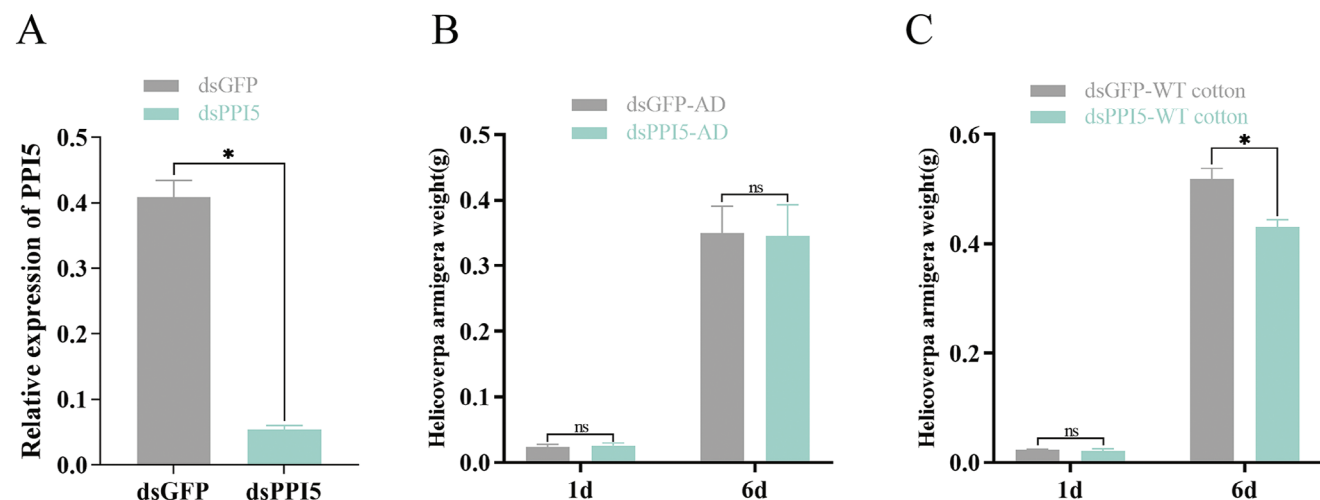 A
dsGFP
dsPPI5
Relative expression of PPI5
0.5
0.4
0.3
0.2
0.1
0.0
*
dsGFP dsPPI5
B
dsGFP-AD
dsPPI5-AD
Helicoverpa armigera weight(g)
0.5
0.4
0.3
0.2
0.1
0.0
ns
ns
1d 6d
C
dsGFP-WT cotton
dsPPI5-WT cotton
Helicoverpa armigera weight(g)
0.6
0.4
0.2
0.0
ns
*
1d 6d